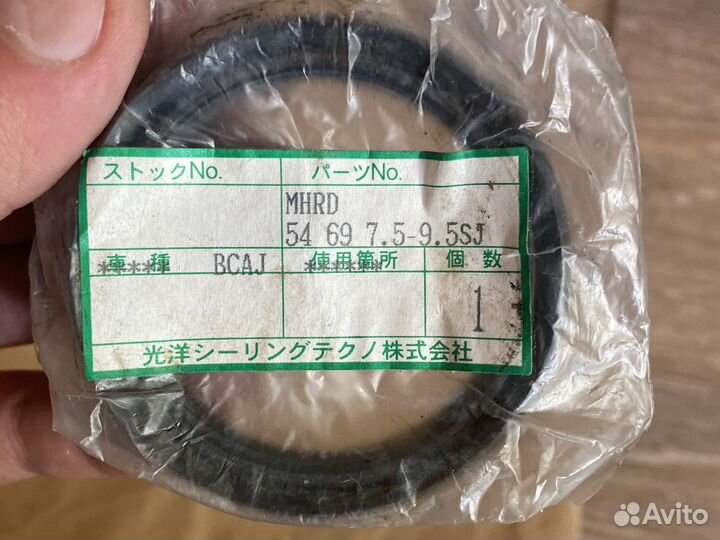 ストックNo. パーツNo.
MHRD
54 69 7.5-9.5SJ
車種 BCAJ 使用箇所 個数
***** ******
1
光洋シーリングテクノ株式会社
Avito